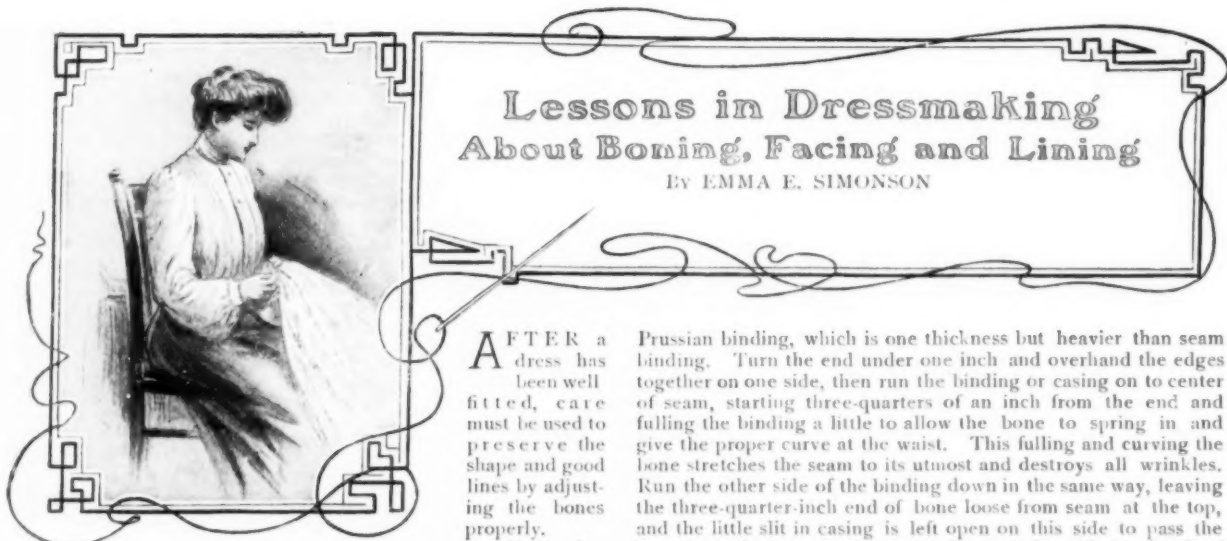 Lessons in Dressmaking
About Boning, Facing and Lining
By EMMA E. SIMONSON
AFTER a
dress has
been well
fitted, care
must be used to
preserve the
shape and good
lines by adjust-
ing the bones
properly.
Prussian binding, which is one thickness but heavier than seam
binding. Turn the end under one inch and overhand the edges
together on one side, then run the binding or casing on to center
of seam, starting three-quarters of an inch from the end and
fulling the binding a little to allow the bone to spring in and
give the proper curve at the waist. This fulling and curving the
bone stretches the seam to its utmost and destroys all wrinkles.
Run the other side of the binding down in the same way, leaving
the three-quarter-inch end of bone loose from seam at the top,
and the little slit in casing is left open on this side to pass the